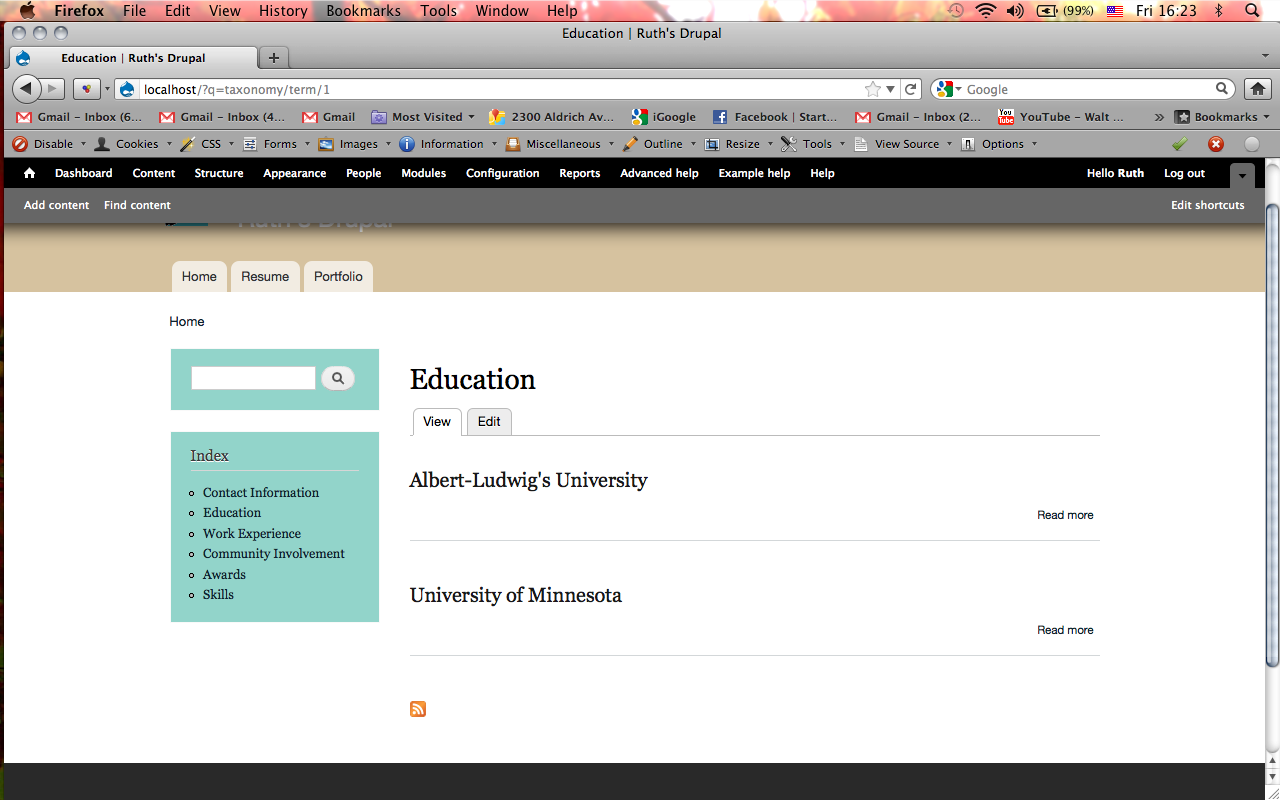 Firefox File Edit View History Bookmarks Tools Window Help (99%) Fri 16:23
Education | Ruth's Drupal
Education | Ruth's Drupal
localhost/?q=taxonomy/term/1 Google
Gmail – Inbox (6... Gmail – Inbox (4... Gmail Most Visited 2300 Aldrich Av... iGoogle Facebook | Start... Gmail – Inbox (2... YouTube – Walt ... » Bookmarks
Disable Cookies CSS Forms Images Information Miscellaneous Outline Resize Tools View Source Options
Dashboard Content Structure Appearance People Modules Configuration Reports Advanced help Example help Help Hello Ruth Log out
Add content Find content Edit shortcuts
Ruth's Drupal
Home Resume Portfolio
Home
Education
View Edit
Index
Contact Information
Education
Work Experience
Community Involvement
Awards
Skills
Albert-Ludwig's University
Read more
University of Minnesota
Read more